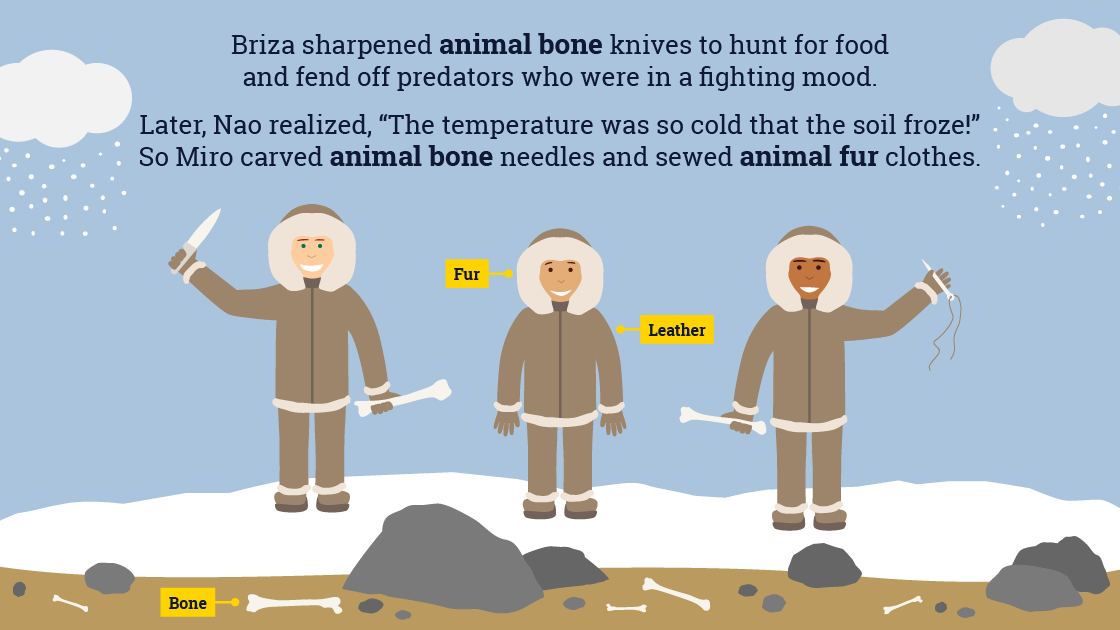 Briza sharpened animal bone knives to hunt for food
and fend off predators who were in a fighting mood.
Later, Nao realized, “The temperature was so cold that the soil froze!”
So Miro carved animal bone needles and sewed animal fur clothes.
Fur
Leather
Bone